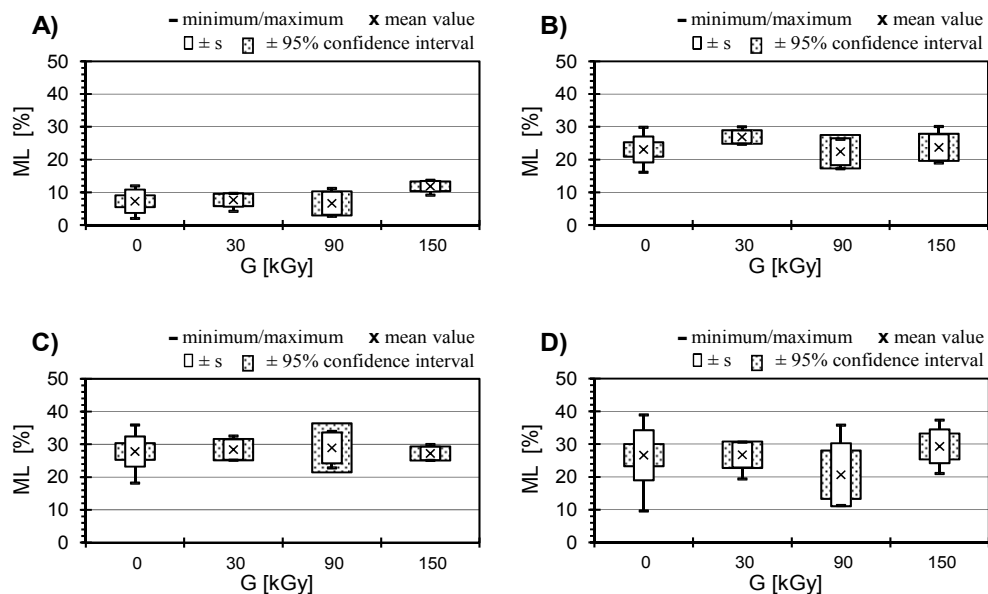 A)
– minimum/maximum x mean value
± s ± 95% confidence interval
50
40
30
20
10
0
ML [%]
0 30 90 150
G [kGy]
B)
– minimum/maximum x mean value
± s ± 95% confidence interval
50
40
30
20
10
0
ML [%]
0 30 90 150
G [kGy]
C)
– minimum/maximum x mean value
± s ± 95% confidence interval
50
40
30
20
10
0
ML [%]
0 30 90 150
G [kGy]
D)
– minimum/maximum x mean value
± s ± 95% confidence interval
50
40
30
20
10
0
ML [%]
0 30 90 150
G [kGy]